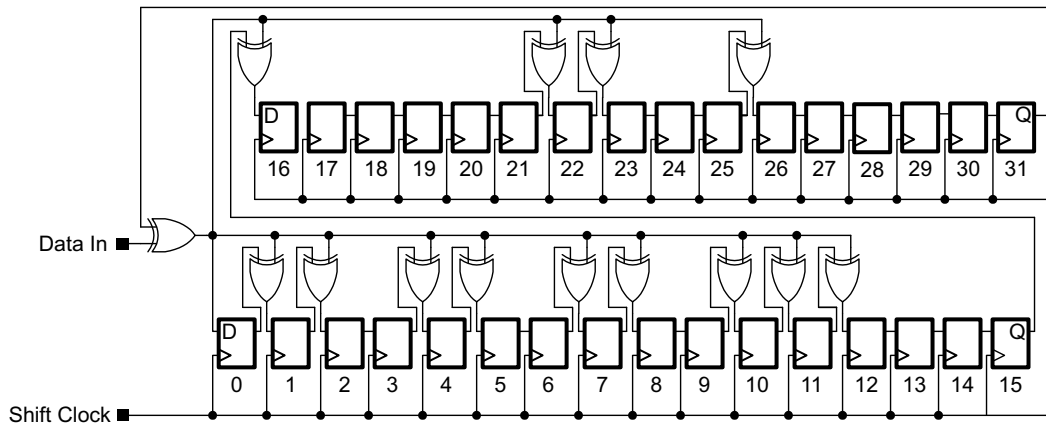 D Q
16 17 18 19 20 21 22 23 24 25 26 27 28 29 30 31
Data In
D Q
0 1 2 3 4 5 6 7 8 9 10 11 12 13 14 15
Shift Clock